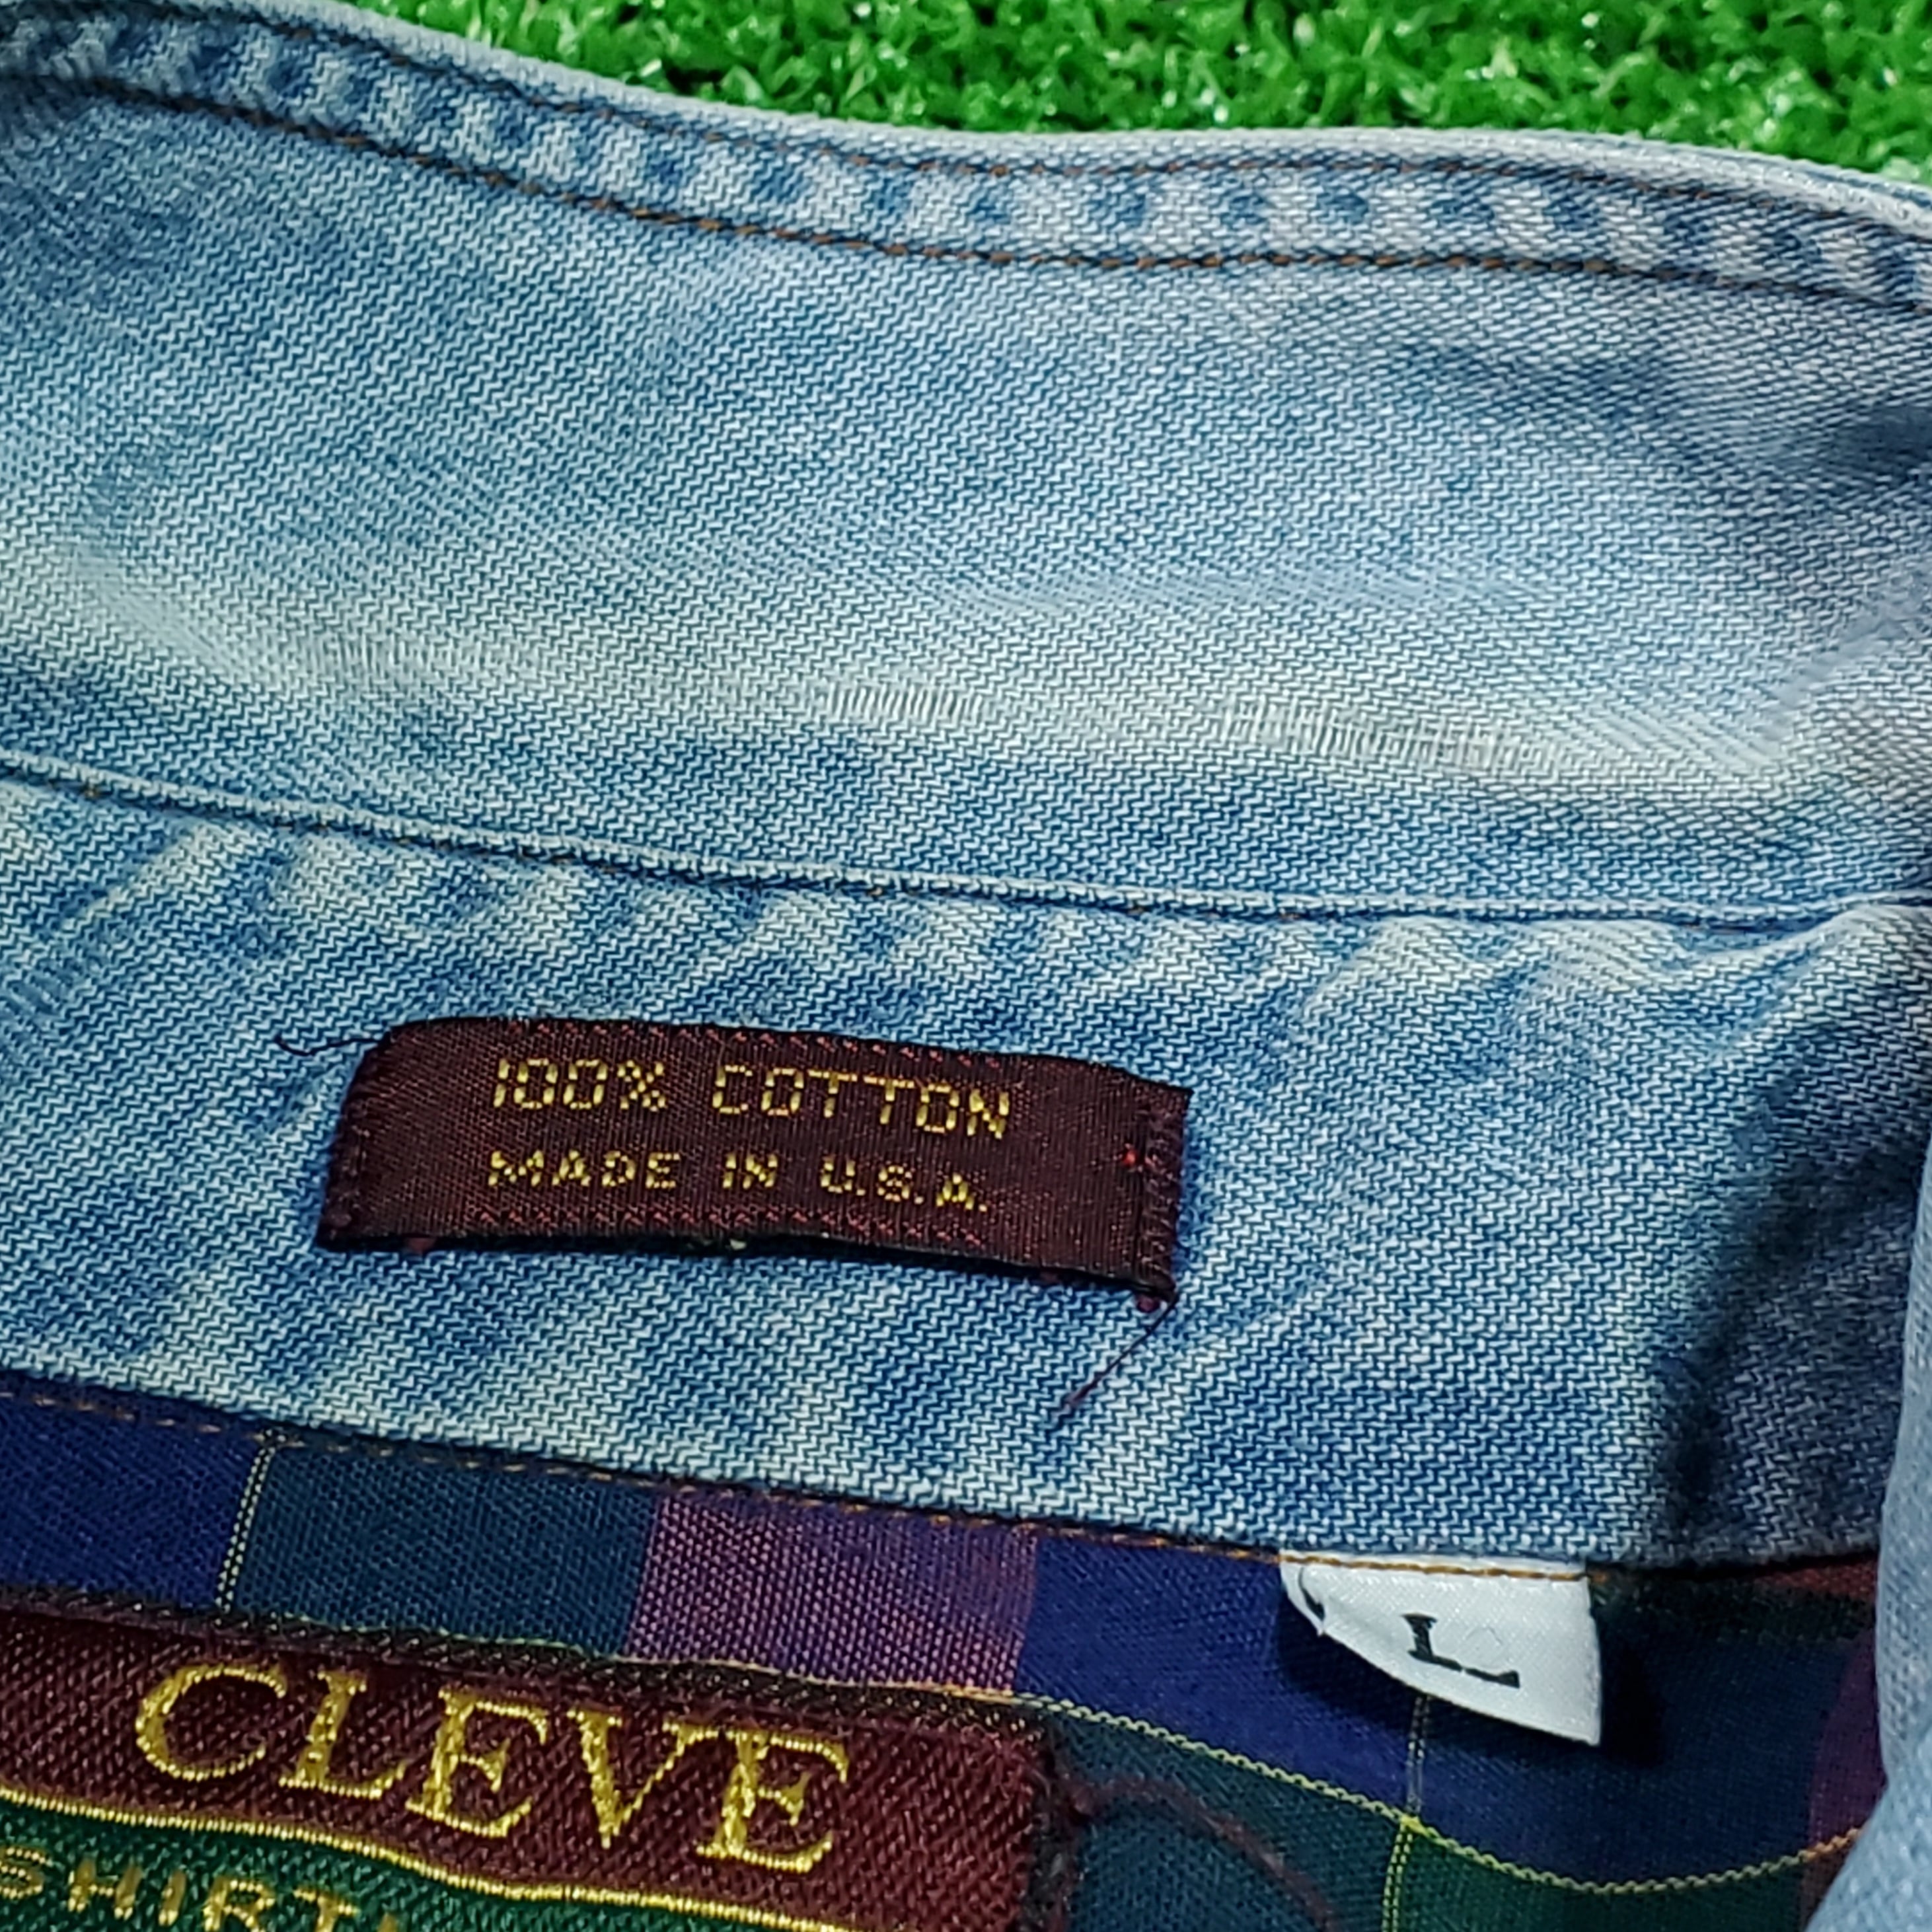 100% COTTON
MADE IN U.S.A.
L
CLEVE